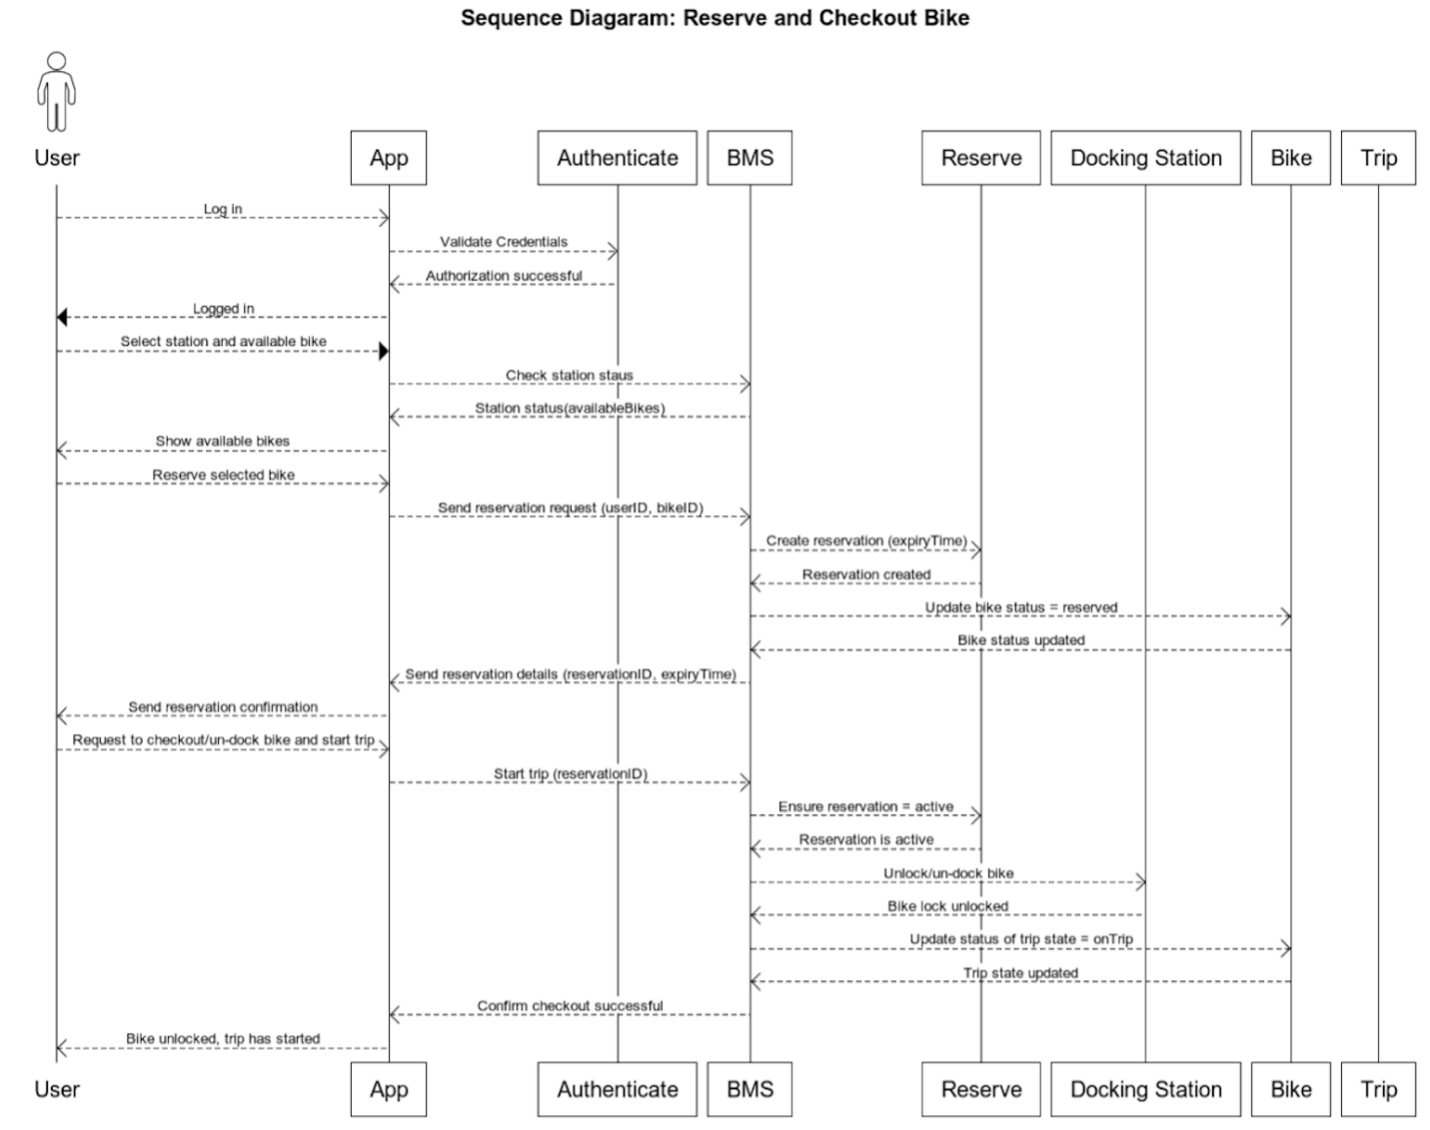 Sequence Diagaram: Reserve and Checkout Bike
User
App
Authenticate
BMS
Reserve
Docking Station
Bike
Trip
Log in
Validate Credentials
Authorization successful
Logged in
Select station and available bike
Check station staus
Station status(availableBikes)
Show available bikes
Reserve selected bike
Send reservation request (userID, bikeID)
Create reservation (expiryTime)
Reservation created
Update bike status = reserved
Bike status updated
Send reservation details (reservationID, expiryTime)
Send reservation confirmation
Request to checkout/un-dock bike and start trip
Start trip (reservationID)
Ensure reservation = active
Reservation is active
Unlock/un-dock bike
Bike lock unlocked
Update status of trip state = onTrip
Trip state updated
Confirm checkout successful
Bike unlocked, trip has started
User
App
Authenticate
BMS
Reserve
Docking Station
Bike
Trip